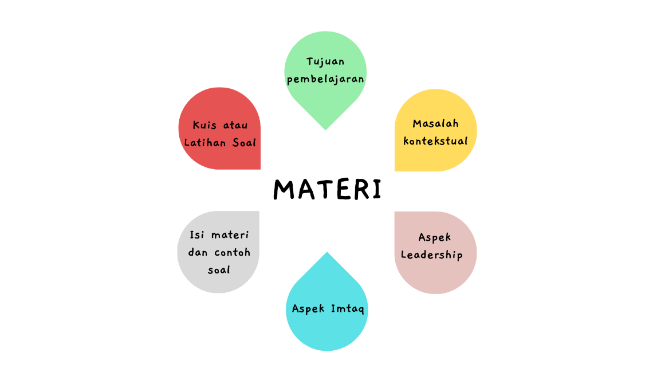 Tujuan
pembelajaran
Kuis atau
Latihan Soal
Masalah
kontekstual
MATERI
Isi materi
dan contoh
soal
Aspek
Leadership
Aspek Imtaq